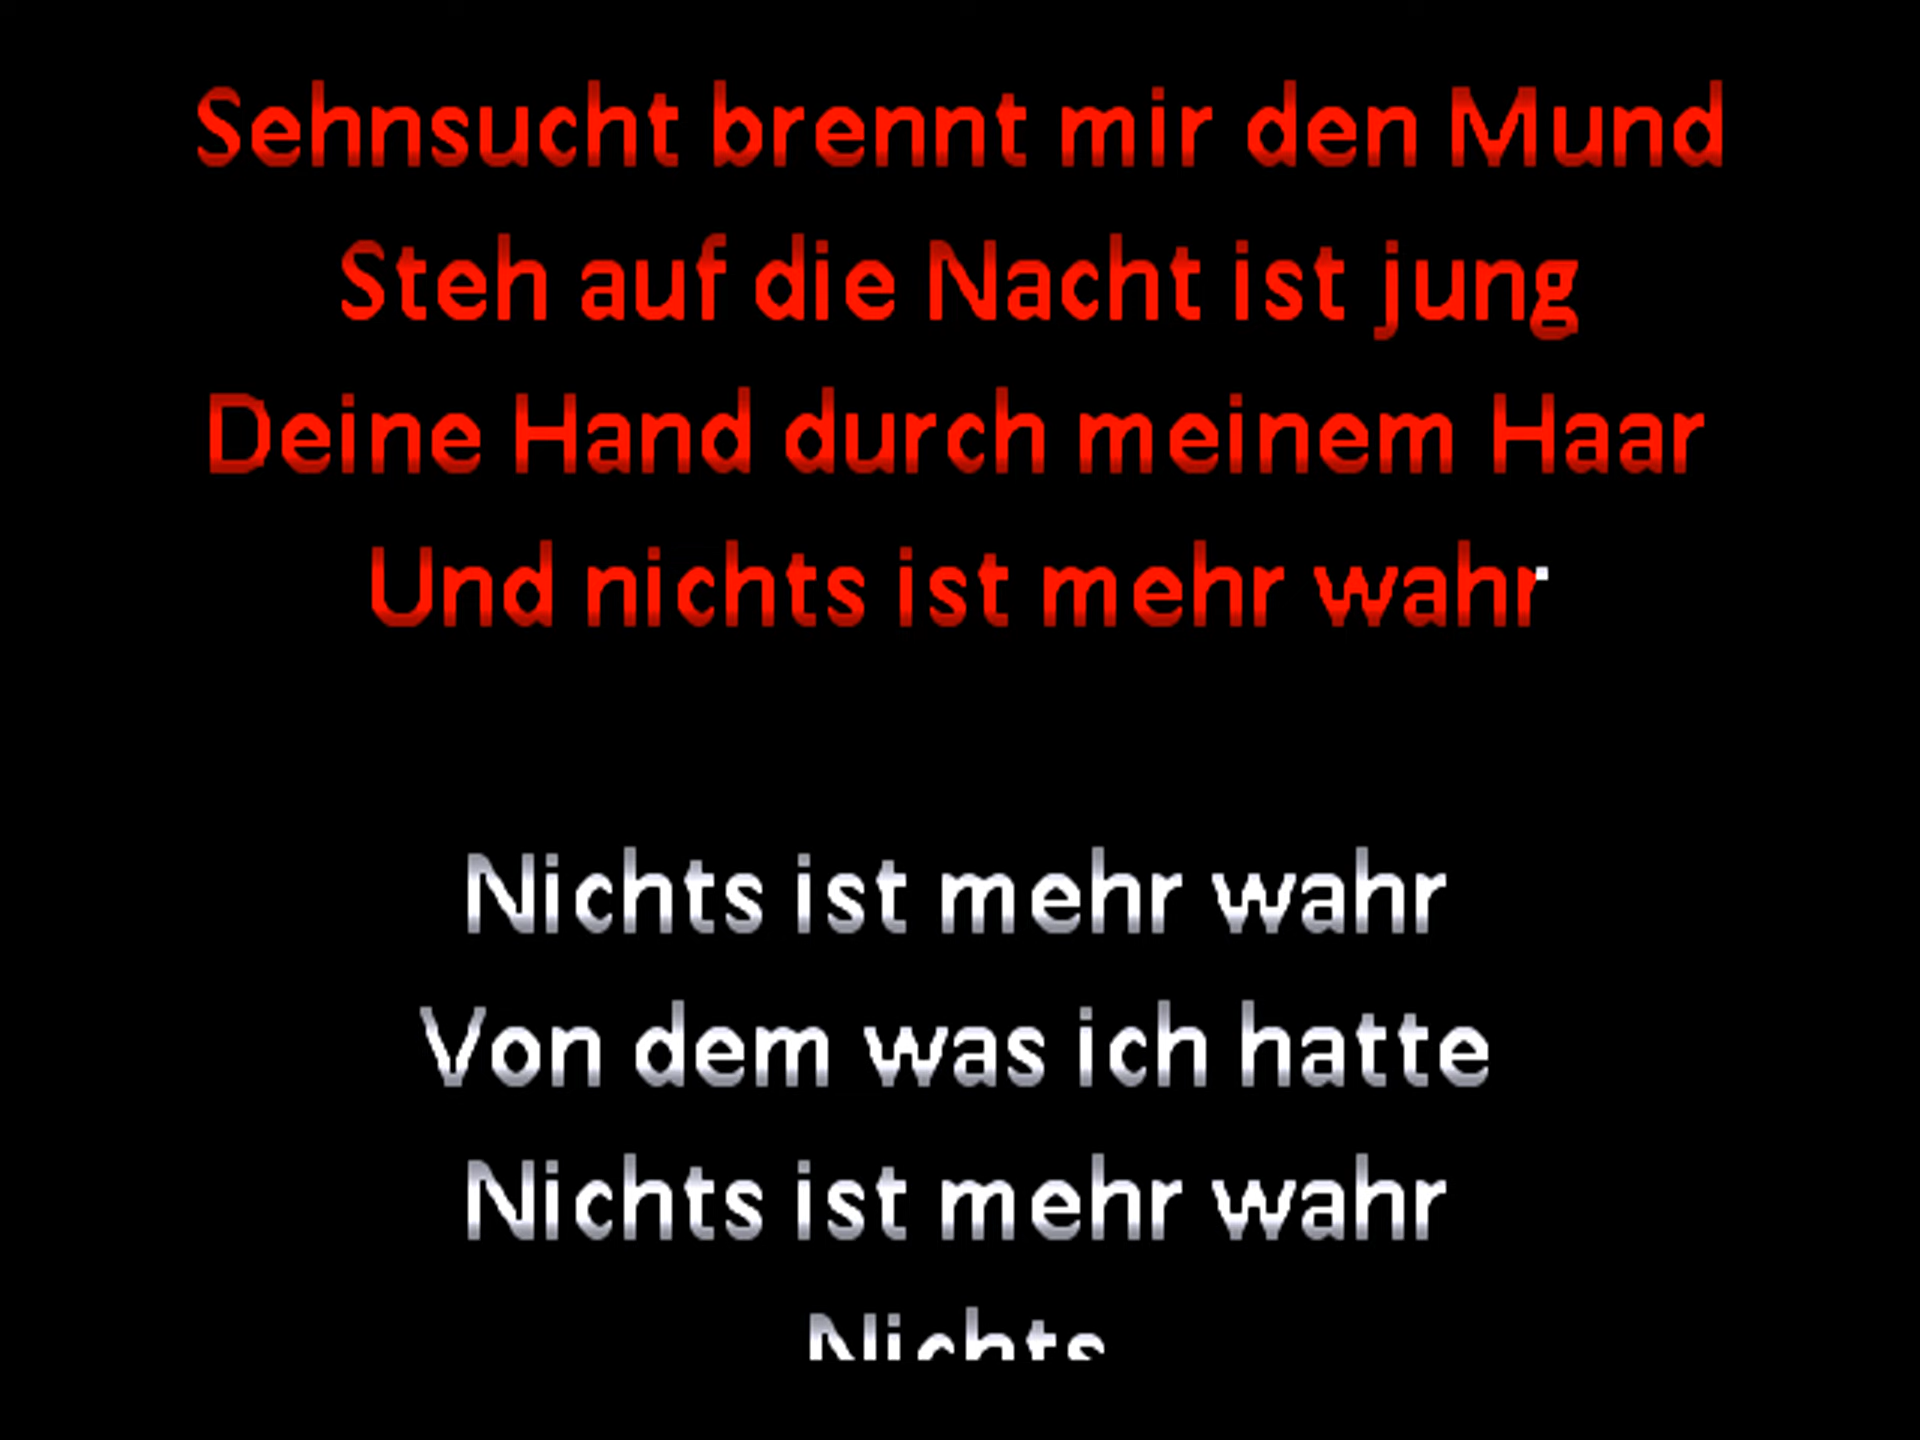 Sehnsucht brennt mir den Mund
Steh auf die Nacht ist jung
Deine Hand durch meinem Haar
Und nichts ist mehr wahr
Nichts ist mehr wahr
Von dem was ich hatte
Nichts ist mehr wahr
Nichts